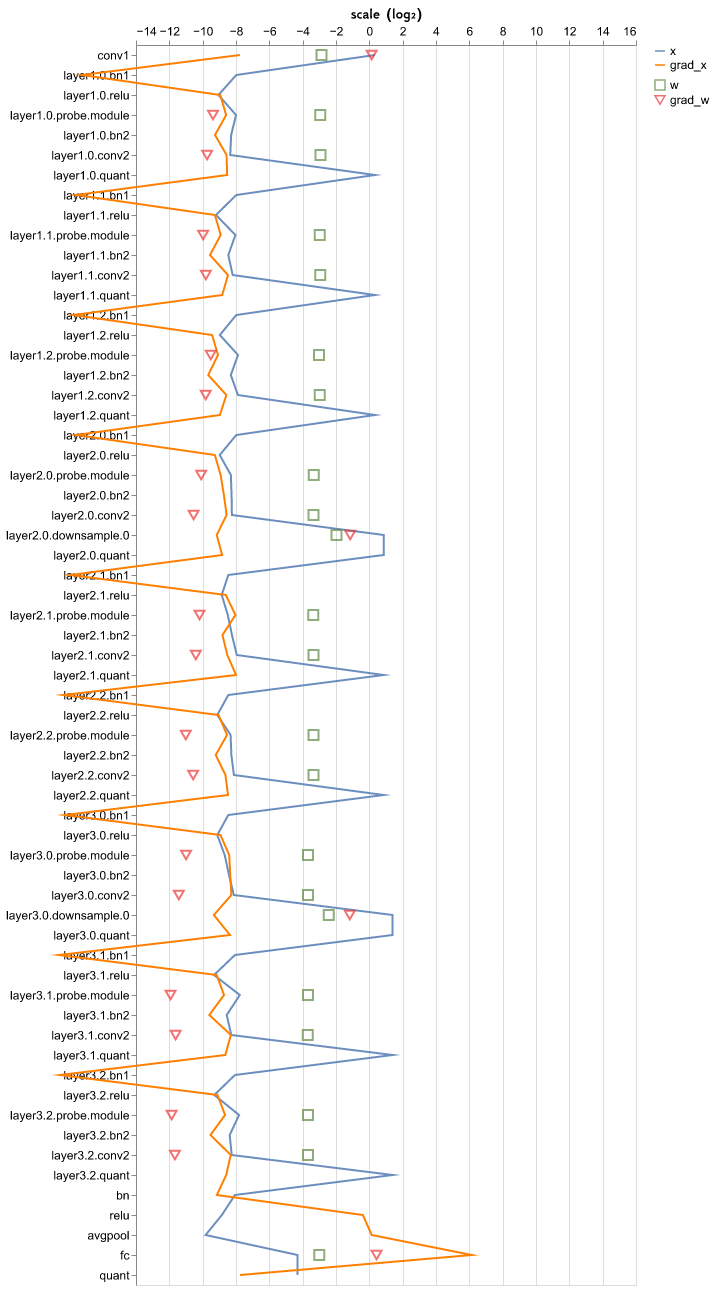 scale (log₂)
−14 −12 −10 −8 −6 −4 −2 0 2 4 6 8 10 12 14 16
x
grad_x
w
grad_w
conv1
layer1.0.bn1
layer1.0.relu
layer1.0.probe.module
layer1.0.bn2
layer1.0.conv2
layer1.0.quant
layer1.1.bn1
layer1.1.relu
layer1.1.probe.module
layer1.1.bn2
layer1.1.conv2
layer1.1.quant
layer1.2.bn1
layer1.2.relu
layer1.2.probe.module
layer1.2.bn2
layer1.2.conv2
layer1.2.quant
layer2.0.bn1
layer2.0.relu
layer2.0.probe.module
layer2.0.bn2
layer2.0.conv2
layer2.0.downsample.0
layer2.0.quant
layer2.1.bn1
layer2.1.relu
layer2.1.probe.module
layer2.1.bn2
layer2.1.conv2
layer2.1.quant
layer2.2.bn1
layer2.2.relu
layer2.2.probe.module
layer2.2.bn2
layer2.2.conv2
layer2.2.quant
layer3.0.bn1
layer3.0.relu
layer3.0.probe.module
layer3.0.bn2
layer3.0.conv2
layer3.0.downsample.0
layer3.0.quant
layer3.1.bn1
layer3.1.relu
layer3.1.probe.module
layer3.1.bn2
layer3.1.conv2
layer3.1.quant
layer3.2.bn1
layer3.2.relu
layer3.2.probe.module
layer3.2.bn2
layer3.2.conv2
layer3.2.quant
bn
relu
avgpool
fc
quant